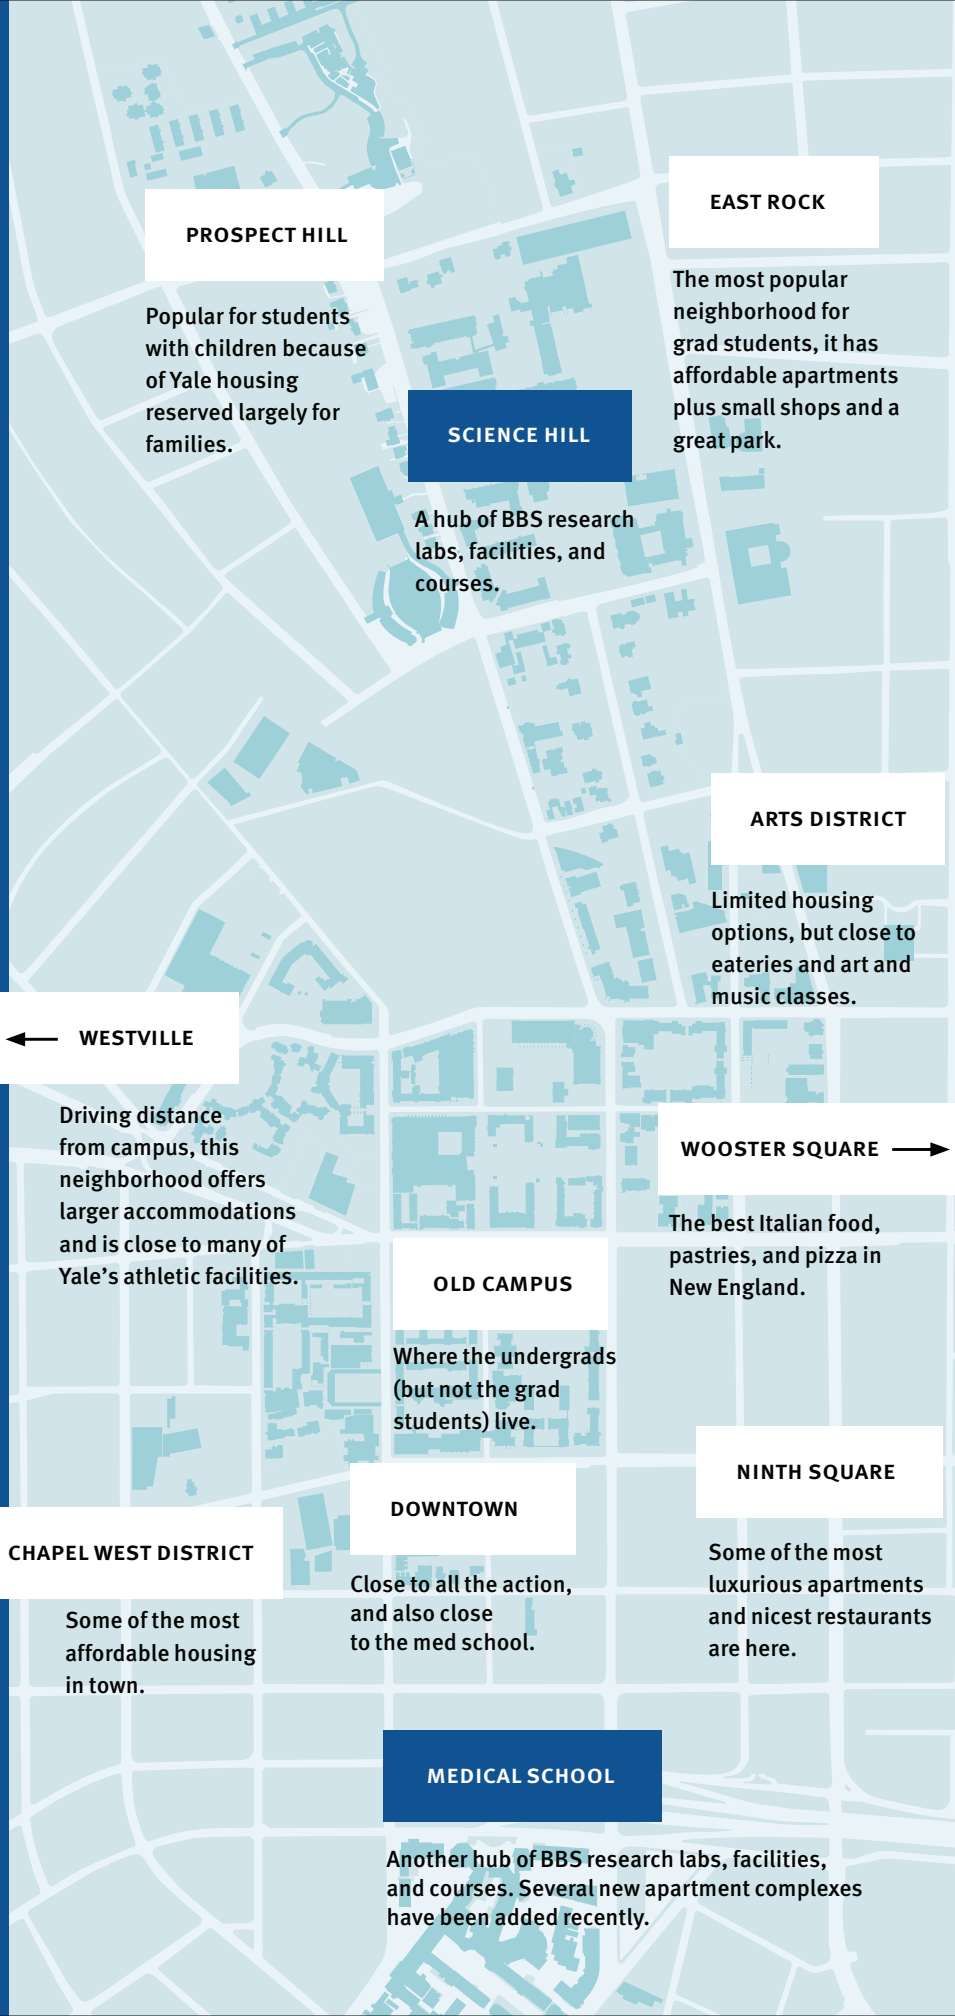 PROSPECT HILL
Popular for students
with children because
of Yale housing
reserved largely for
families.
EAST ROCK
The most popular
neighborhood for
grad students, it has
affordable apartments
plus small shops and a
great park.
SCIENCE HILL
A hub of BBS research
labs, facilities, and
courses.
ARTS DISTRICT
Limited housing
options, but close to
eateries and art and
music classes.
WESTVILLE
Driving distance
from campus, this
neighborhood offers
larger accommodations
and is close to many of
Yale’s athletic facilities.
WOOSTER SQUARE
The best Italian food,
pastries, and pizza in
New England.
OLD CAMPUS
Where the undergrads
(but not the grad
students) live.
NINTH SQUARE
Some of the most
luxurious apartments
and nicest restaurants
are here.
DOWNTOWN
Close to all the action,
and also close
to the med school.
CHAPEL WEST DISTRICT
Some of the most
affordable housing
in town.
MEDICAL SCHOOL
Another hub of BBS research labs, facilities,
and courses. Several new apartment complexes
have been added recently.